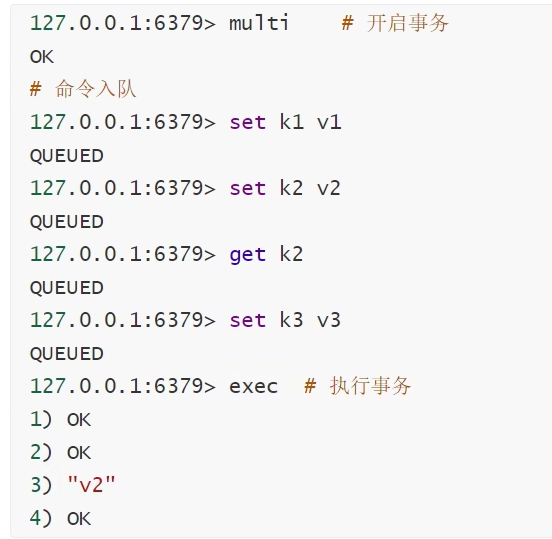 127.0.0.1:6379> multi    # 开启事务
OK
# 命令入队
127.0.0.1:6379> set k1 v1
QUEUED
127.0.0.1:6379> set k2 v2
QUEUED
127.0.0.1:6379> get k2
QUEUED
127.0.0.1:6379> set k3 v3
QUEUED
127.0.0.1:6379> exec  # 执行事务
1) OK
2) OK
3) "v2"
4) OK